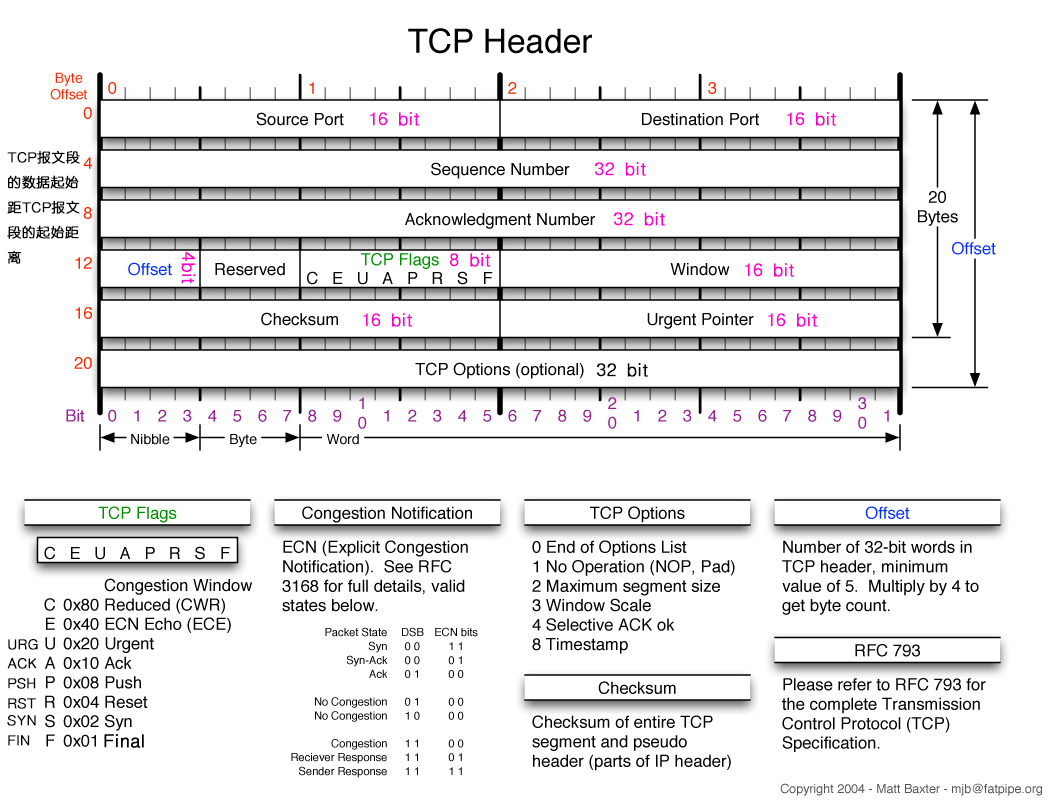 TCP Header
Byte Offset 0 1 2 3
0 Source Port 16 bit Destination Port 16 bit
TCP报文段
的数据起始
距TCP报文
段的起始距
离
4 Sequence Number 32 bit
8 Acknowledgment Number 32 bit
20 Bytes
Offset
12 Offset 4bit Reserved TCP Flags 8 bit Window 16 bit
C E U A P R S F
16 Checksum 16 bit Urgent Pointer 16 bit
20 TCP Options (optional) 32 bit
Bit 0 1 2 3 4 5 6 7 8 9 10 1 2 3 4 5 6 7 8 9 20 1 2 3 4 5 6 7 8 9 30 1
Nibble Byte Word
TCP Flags
C E U A P R S F
Congestion Window
C 0x80 Reduced (CWR)
E 0x40 ECN Echo (ECE)
URG U 0x20 Urgent
ACK A 0x10 Ack
PSH P 0x08 Push
RST R 0x04 Reset
SYN S 0x02 Syn
FIN F 0x01 Final
Congestion Notification
ECN (Explicit Congestion
Notification). See RFC
3168 for full details, valid
states below.
Packet State DSB ECN bits
Syn 0 0 1 1
Syn-Ack 0 0 0 1
Ack 0 1 0 0
No Congestion 0 1 0 0
No Congestion 1 0 0 0
Congestion 1 1 0 0
Reciever Response 1 1 0 1
Sender Response 1 1 1 1
TCP Options
0 End of Options List
1 No Operation (NOP, Pad)
2 Maximum segment size
3 Window Scale
4 Selective ACK ok
8 Timestamp
Checksum
Checksum of entire TCP
segment and pseudo
header (parts of IP header)
Offset
Number of 32-bit words in
TCP header, minimum
value of 5. Multiply by 4 to
get byte count.
RFC 793
Please refer to RFC 793 for
the complete Transmission
Control Protocol (TCP)
Specification.
Copyright 2004 - Matt Baxter - mjb@fatpipe.org